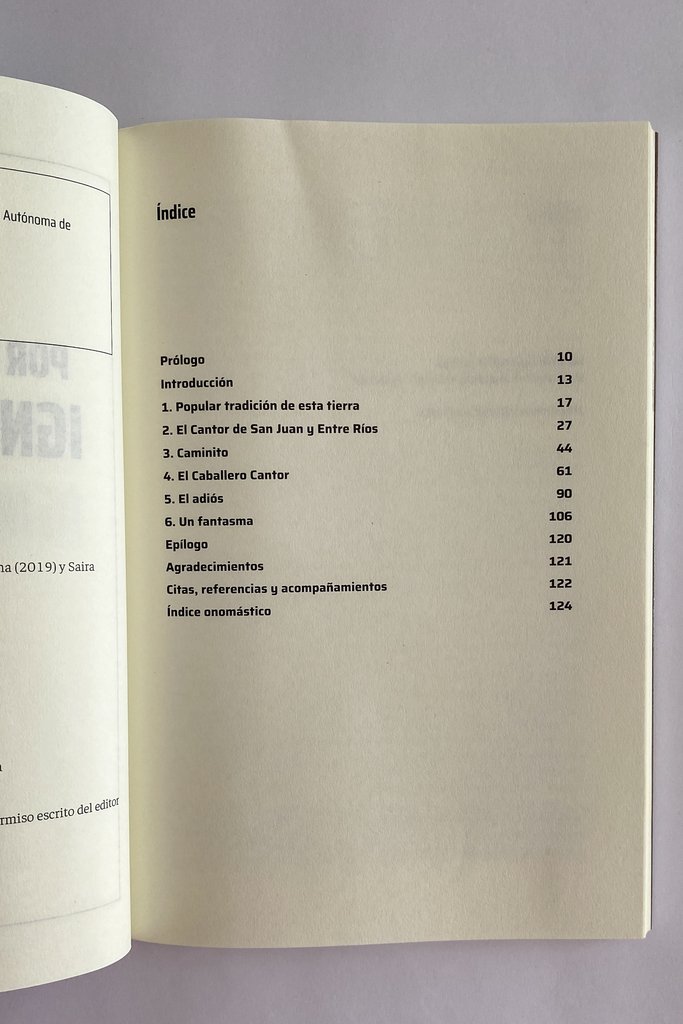 Autónoma de
na (2019) y Saira
rmiso escrito del editor
Índice
Prólogo 10
Introducción 13
1. Popular tradición de esta tierra 17
2. El Cantor de San Juan y Entre Ríos 27
3. Caminito 44
4. El Caballero Cantor 61
5. El adiós 90
6. Un fantasma 106
Epílogo 120
Agradecimientos 121
Citas, referencias y acompañamientos 122
Índice onomástico 124